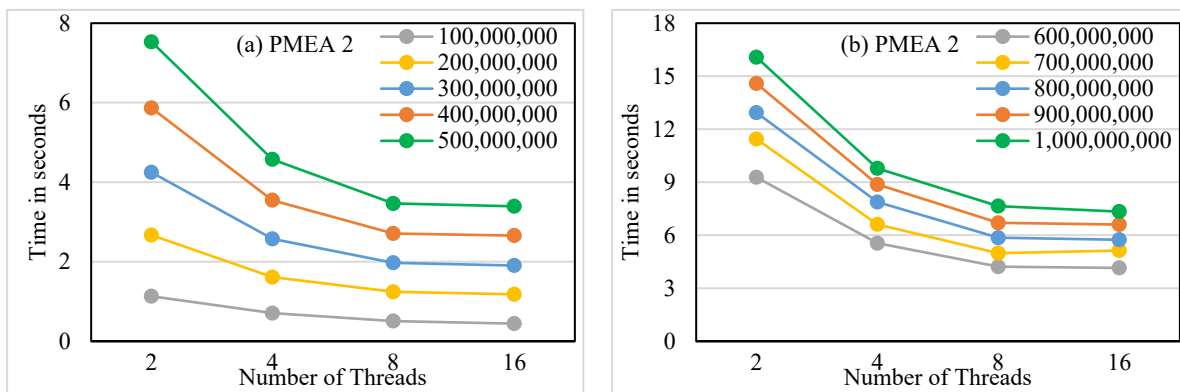 (a) PMEA 2
Time in seconds
8
6
4
2
0
2 4 8 16
Number of Threads
100,000,000
200,000,000
300,000,000
400,000,000
500,000,000
(b) PMEA 2
Time in seconds
18
15
12
9
6
3
0
2 4 8 16
Number of Threads
600,000,000
700,000,000
800,000,000
900,000,000
1,000,000,000